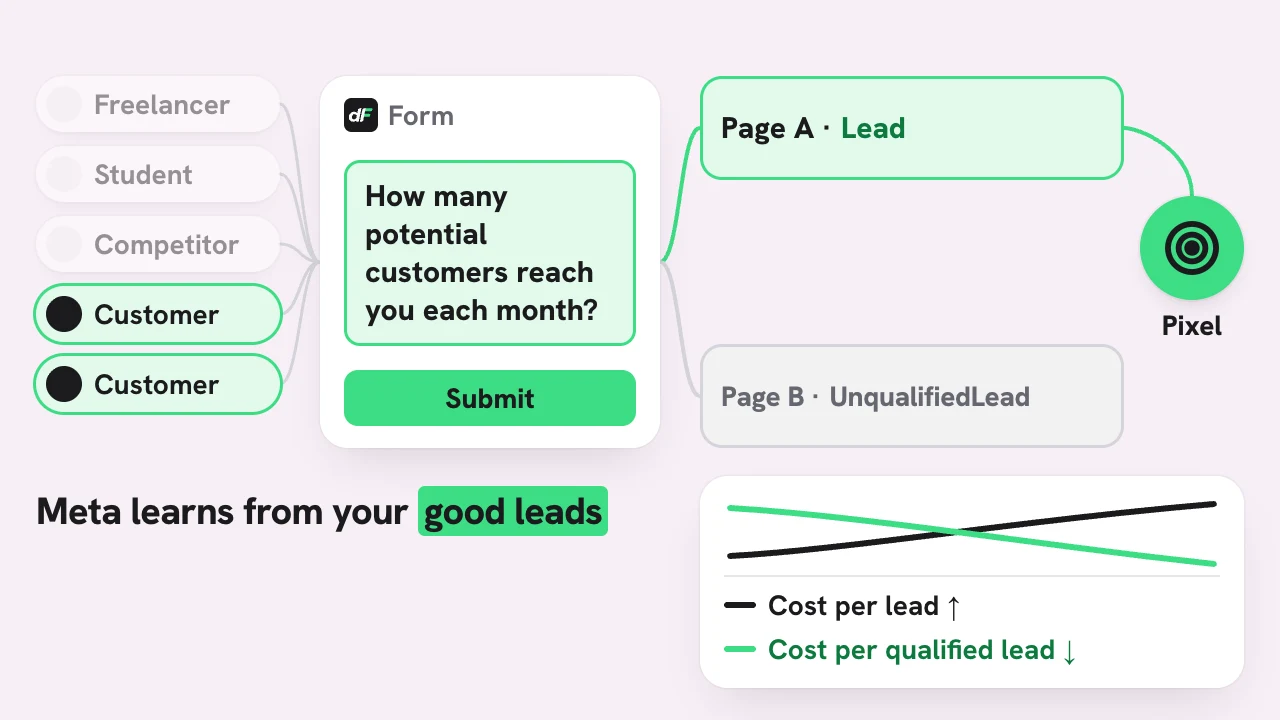 Freelancer
Student
Competitor
Customer
Customer
dF Form
How many
potential
customers reach
you each month?
Submit
Page A · Lead
Pixel
Page B · UnqualifiedLead
Meta learns from your good leads
Cost per lead ↑
Cost per qualified lead ↓